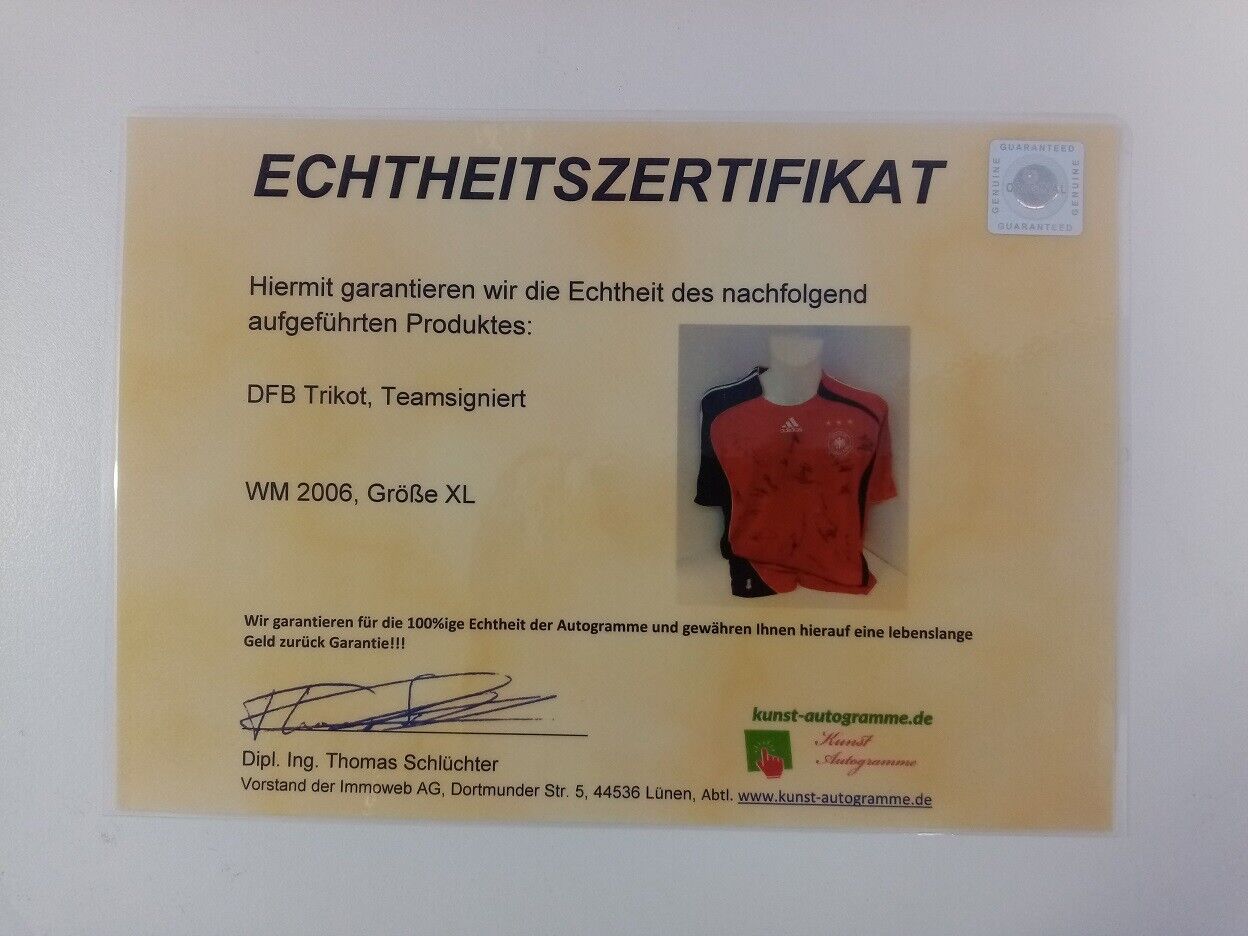 ECHTHEITSZERTIFIKAT
GUARANTEED
GENUINE
GENUINE
GUARANTEED
Hiermit garantieren wir die Echtheit des nachfolgend
aufgeführten Produktes:
DFB Trikot, Teamsigniert
adidas
WM 2006, Größe XL
Wir garantieren für die 100%ige Echtheit der Autogramme und gewähren Ihnen hierauf eine lebenslange
Geld zurück Garantie!!!
kunst-autogramme.de
Kunst
Autogramme
Dipl. Ing. Thomas Schlüchter
Vorstand der Immoweb AG, Dortmunder Str. 5, 44536 Lünen, Abtl. www.kunst-autogramme.de